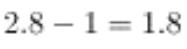 2.8 − 1 = 1.8